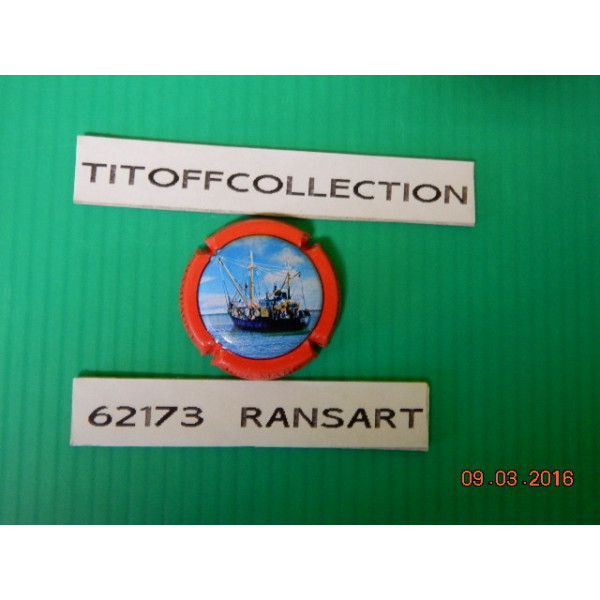 TITOFFCOLLECTION
62173 RANSART
09.03.2016